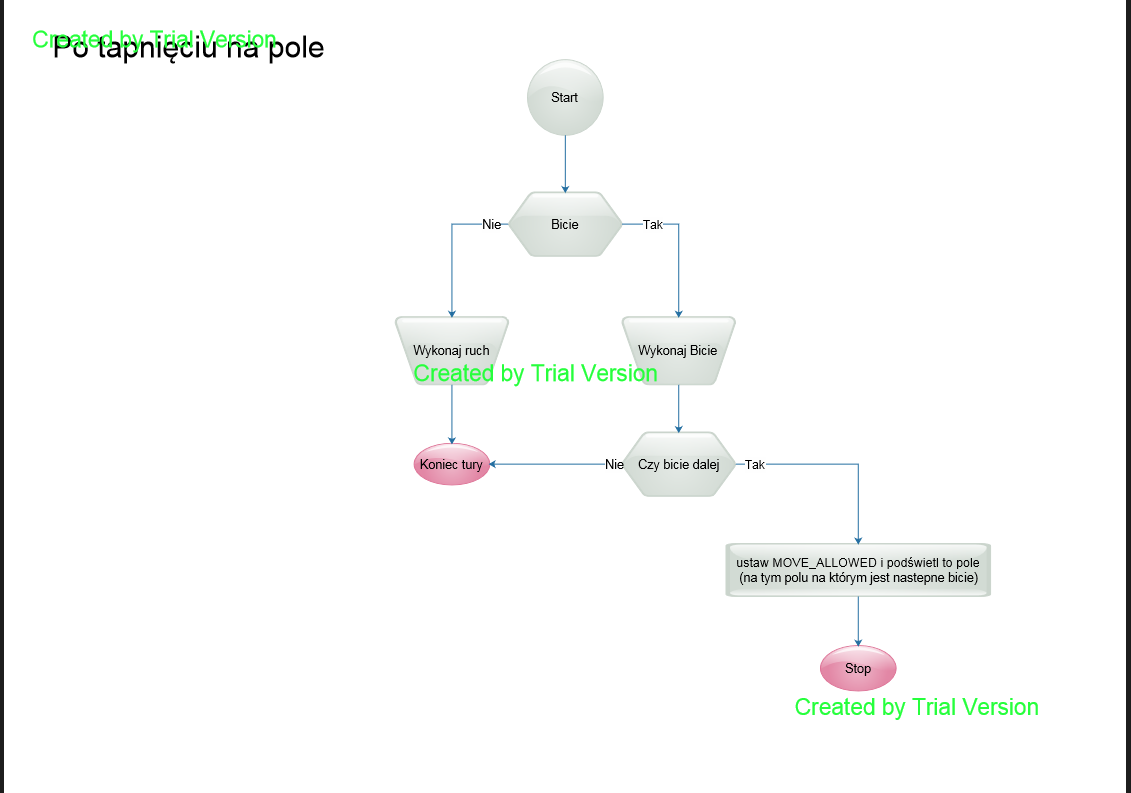 Created by Trial Version
Po tapnięciu na pole
Start
Bicie
Nie
Tak
Wykonaj ruch
Wykonaj Bicie
Created by Trial Version
Koniec tury
Nie
Czy bicie dalej
Tak
ustaw MOVE_ALLOWED i podświetl to pole
(na tym polu na którym jest nastepne bicie)
Stop
Created by Trial Version